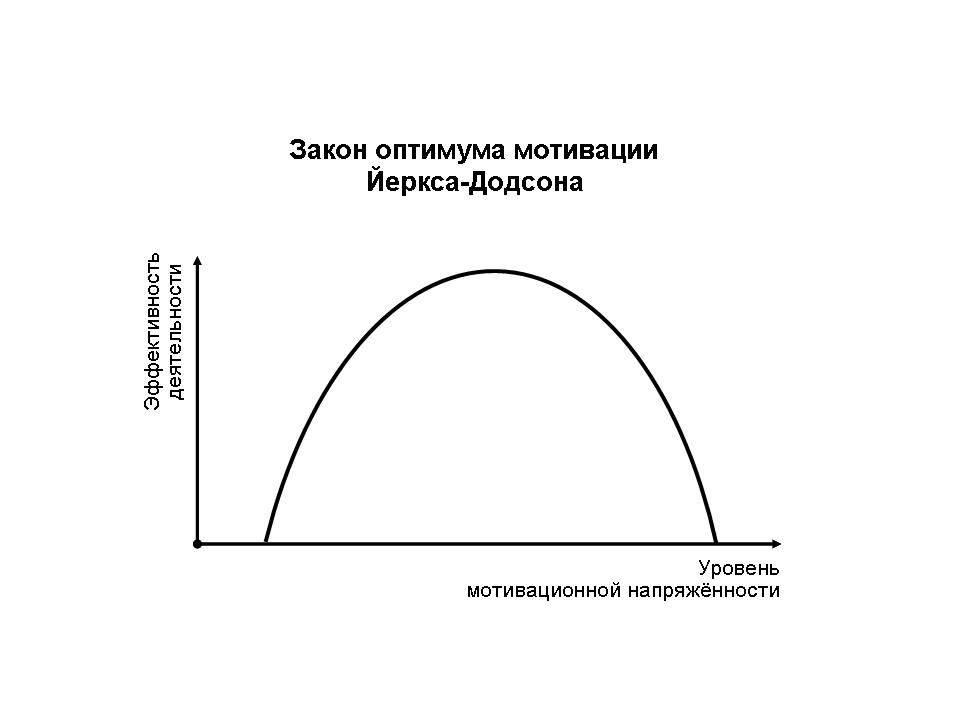 Закон оптимума мотивации
Йеркса-Додсона
Эффективность
деятельности
Уровень
мотивационной напряжённости